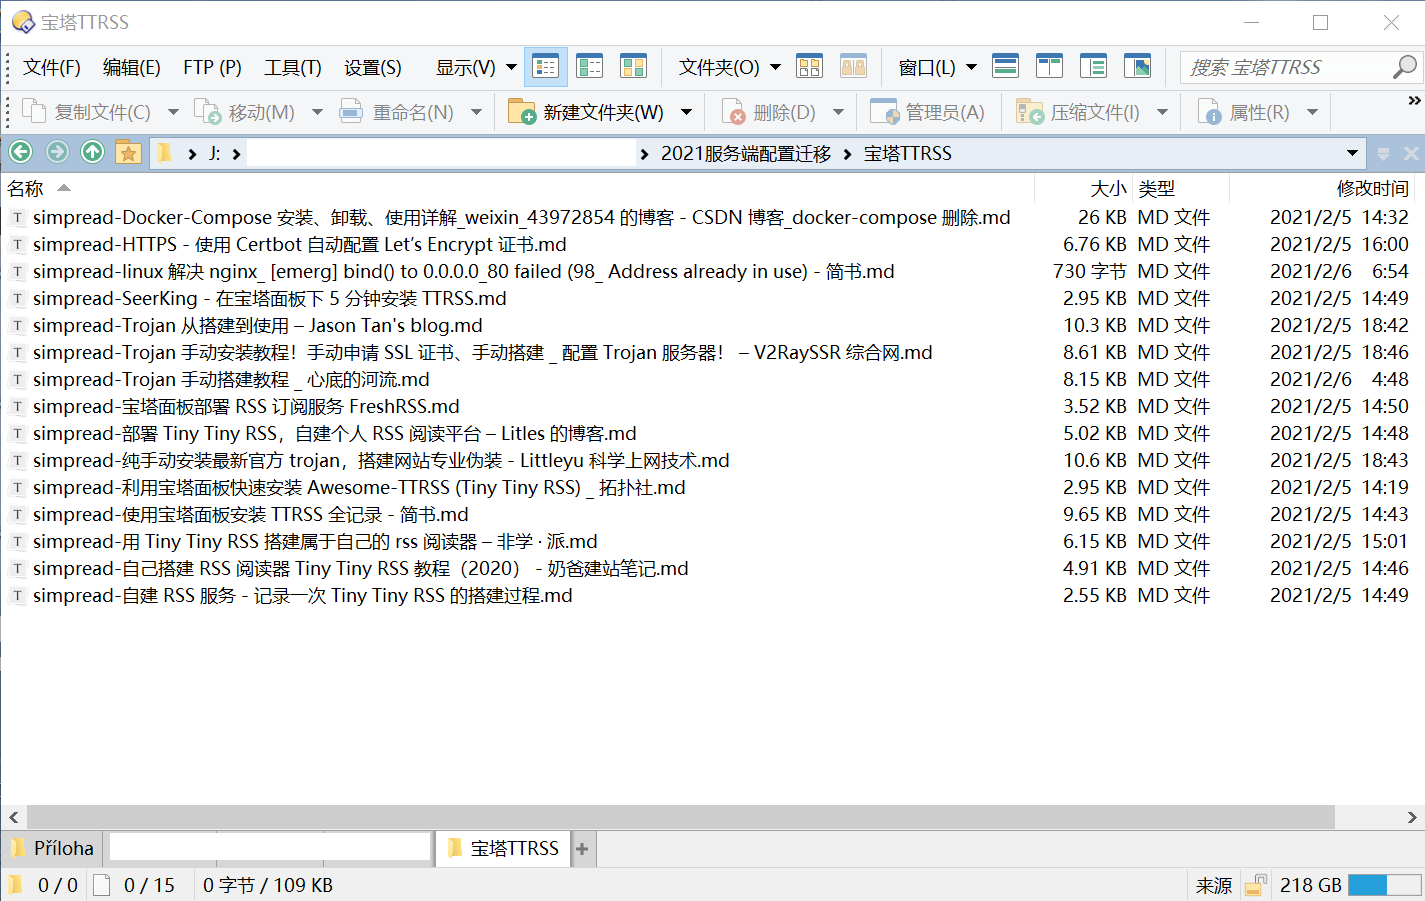 宝塔TTRSS
文件(F) 编辑(E) FTP (P) 工具(T) 设置(S) 显示(V) 文件夹(O) 窗口(L) 搜索 宝塔TTRSS
复制文件(C) 移动(M) 重命名(N) 新建文件夹(W) 删除(D) 管理员(A) 压缩文件(I) 属性(R) »
› J: › › 2021服务端配置迁移 › 宝塔TTRSS
名称 大小 类型 修改时间
simpread-Docker-Compose 安装、卸载、使用详解_weixin_43972854 的博客 - CSDN 博客_docker-compose 删除.md 26 KB MD 文件 2021/2/5 14:32
simpread-HTTPS - 使用 Certbot 自动配置 Let’s Encrypt 证书.md 6.76 KB MD 文件 2021/2/5 16:00
simpread-linux 解决 nginx_ [emerg] bind() to 0.0.0.0_80 failed (98_ Address already in use) - 简书.md 730 字节 MD 文件 2021/2/6 6:54
simpread-SeerKing - 在宝塔面板下 5 分钟安装 TTRSS.md 2.95 KB MD 文件 2021/2/5 14:49
simpread-Trojan 从搭建到使用 – Jason Tan's blog.md 10.3 KB MD 文件 2021/2/5 18:42
simpread-Trojan 手动安装教程！手动申请 SSL 证书、手动搭建 _ 配置 Trojan 服务器！ – V2RaySSR 综合网.md 8.61 KB MD 文件 2021/2/5 18:46
simpread-Trojan 手动搭建教程 _ 心底的河流.md 8.15 KB MD 文件 2021/2/6 4:48
simpread-宝塔面板部署 RSS 订阅服务 FreshRSS.md 3.52 KB MD 文件 2021/2/5 14:50
simpread-部署 Tiny Tiny RSS，自建个人 RSS 阅读平台 – Litles 的博客.md 5.02 KB MD 文件 2021/2/5 14:48
simpread-纯手动安装最新官方 trojan，搭建网站专业伪装 - Littleyu 科学上网技术.md 10.6 KB MD 文件 2021/2/5 18:43
simpread-利用宝塔面板快速安装 Awesome-TTRSS (Tiny Tiny RSS) _ 拓扑社.md 2.95 KB MD 文件 2021/2/5 14:19
simpread-使用宝塔面板安装 TTRSS 全记录 - 简书.md 9.65 KB MD 文件 2021/2/5 14:43
simpread-用 Tiny Tiny RSS 搭建属于自己的 rss 阅读器 – 非学 · 派.md 6.15 KB MD 文件 2021/2/5 15:01
simpread-自己搭建 RSS 阅读器 Tiny Tiny RSS 教程（2020） - 奶爸建站笔记.md 4.91 KB MD 文件 2021/2/5 14:46
simpread-自建 RSS 服务 - 记录一次 Tiny Tiny RSS 的搭建过程.md 2.55 KB MD 文件 2021/2/5 14:49
Příloha 宝塔TTRSS +
0 / 0 0 / 15 0 字节 / 109 KB 来源 218 GB